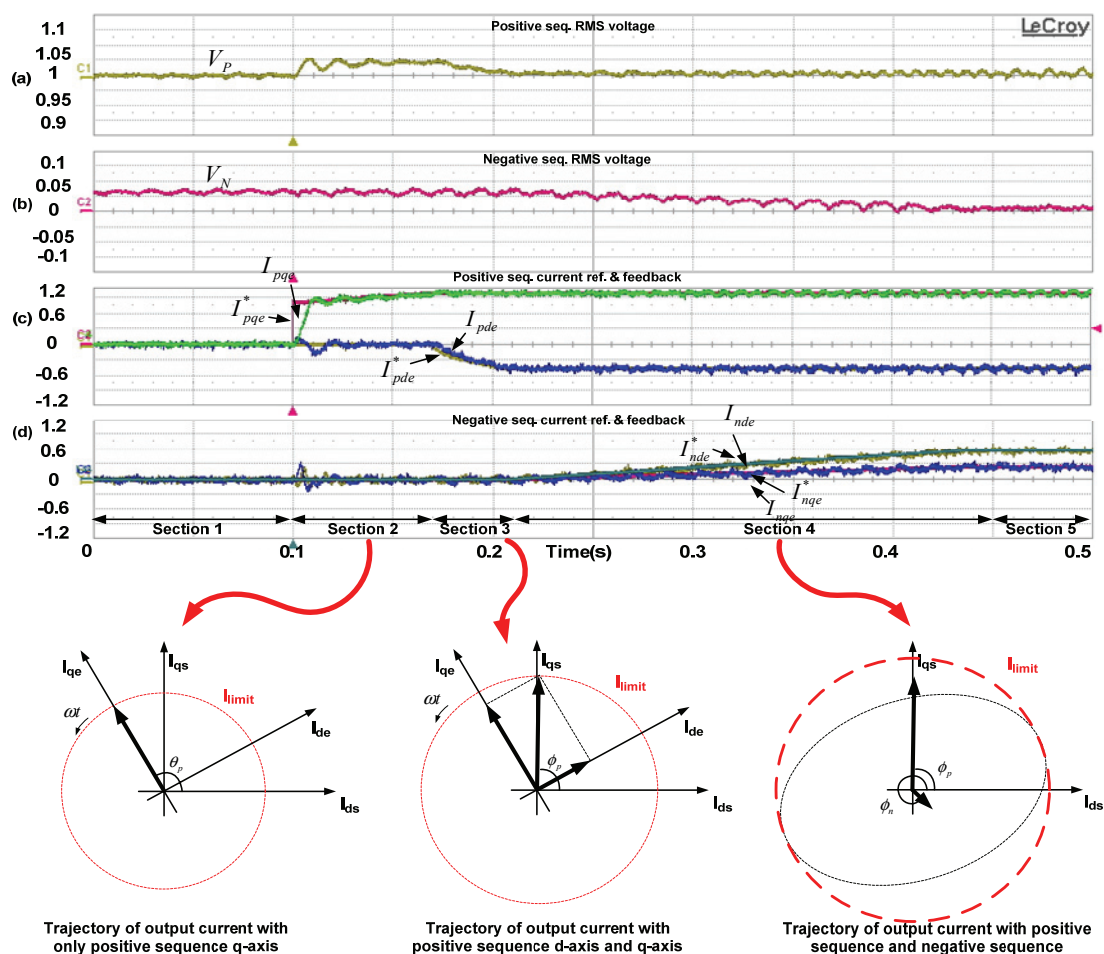 Positive seq. RMS voltage
LeCroy
1.1
1.05
1
0.95
0.9
(a)
C1
V_P
Negative seq. RMS voltage
0.1
0.05
0
-0.05
-0.1
(b)
C2
V_N
Positive seq. current ref. & feedback
1.2
0.6
0
-0.6
-1.2
(c)
I_pqe
I*_pqe
I_pde
I*_pde
Negative seq. current ref. & feedback
1.2
0.6
0
-0.6
-1.2
(d)
I_nde
I*_nde
I*_nqe
I_nqe
Section 1 Section 2 Section 3 Section 4 Section 5
0 0.1 0.2 Time(s) 0.3 0.4 0.5
I_qe I_qs I_limit
ωt
I_de
θ_p
I_ds
Trajectory of output current with
only positive sequence q-axis
I_qe I_qs I_limit
ωt
I_de
ϕ_p
I_ds
Trajectory of output current with
positive sequence d-axis and q-axis
I_qs I_limit
ϕ_p
ϕ_n
I_ds
Trajectory of output current with positive
sequence and negative sequence